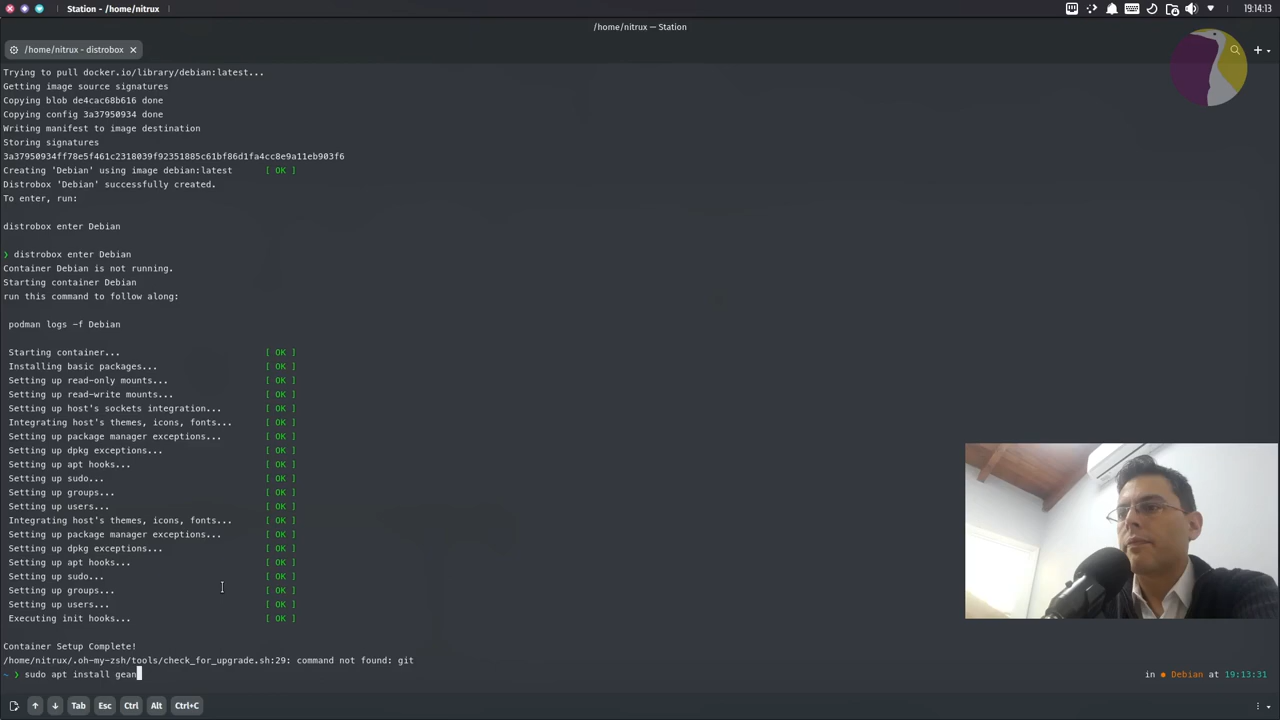 Station - /home/nitrux
19:14:13
/home/nitrux — Station
/home/nitrux - distrobox
Trying to pull docker.io/library/debian:latest...
Getting image source signatures
Copying blob de4cac68b616 done
Copying config 3a37950934 done
Writing manifest to image destination
Storing signatures
3a37950934ff78e5f461c2318039f92351885c61bf86d1fa4cc8e9a11eb903f6
Creating 'Debian' using image debian:latest [ OK ]
Distrobox 'Debian' successfully created.
To enter, run:
distrobox enter Debian
❯ distrobox enter Debian
Container Debian is not running.
Starting container Debian
run this command to follow along:
podman logs -f Debian
Starting container... [ OK ]
Installing basic packages... [ OK ]
Setting up read-only mounts... [ OK ]
Setting up read-write mounts... [ OK ]
Setting up host's sockets integration... [ OK ]
Integrating host's themes, icons, fonts... [ OK ]
Setting up package manager exceptions... [ OK ]
Setting up dpkg exceptions... [ OK ]
Setting up apt hooks... [ OK ]
Setting up sudo... [ OK ]
Setting up groups... [ OK ]
Setting up users... [ OK ]
Integrating host's themes, icons, fonts... [ OK ]
Setting up package manager exceptions... [ OK ]
Setting up dpkg exceptions... [ OK ]
Setting up apt hooks... [ OK ]
Setting up sudo... [ OK ]
Setting up groups... [ OK ]
Setting up users... [ OK ]
Executing init hooks... [ OK ]
Container Setup Complete!
/home/nitrux/.oh-my-zsh/tools/check_for_upgrade.sh:29: command not found: git
~ ❯ sudo apt install gean in ● Debian at 19:13:31
↑ ↓ Tab Esc Ctrl Alt Ctrl+C